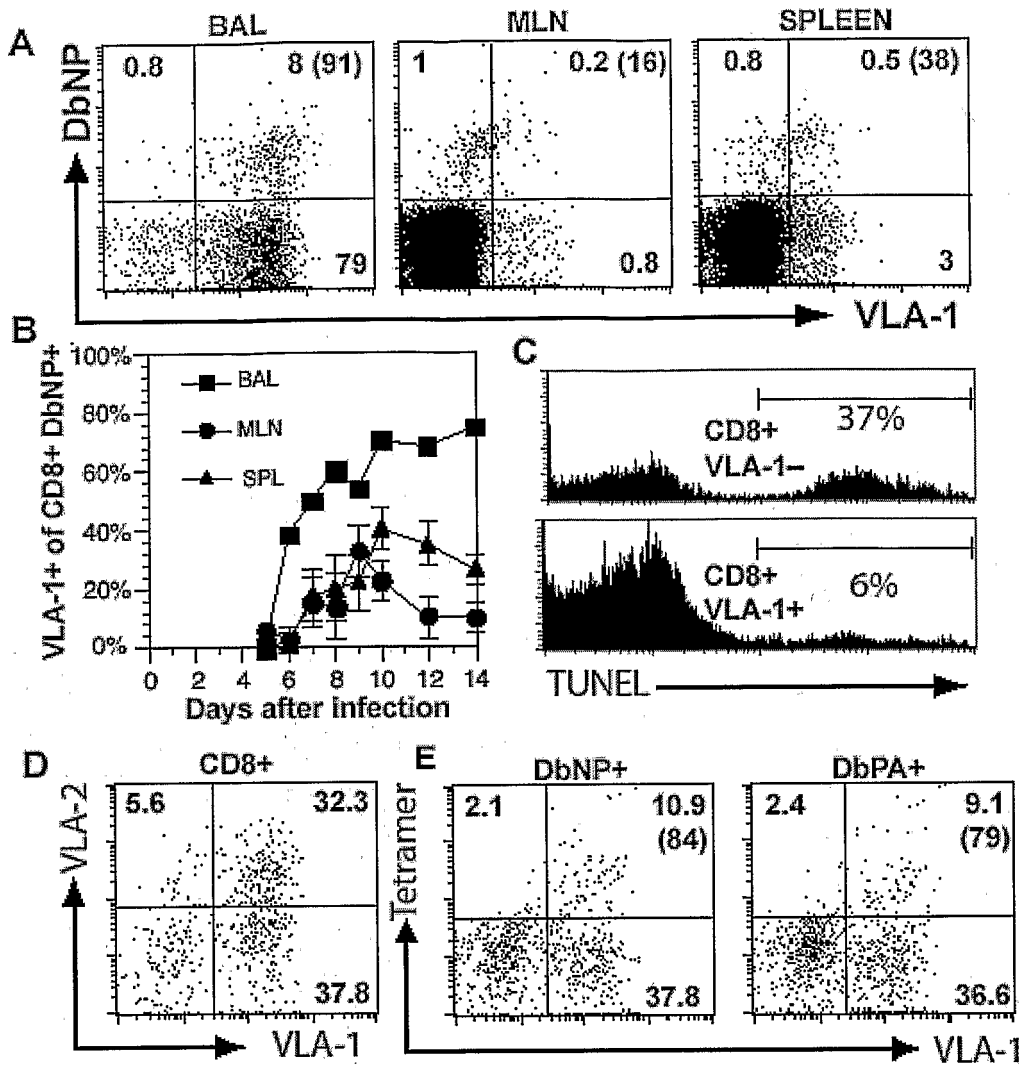 A
BAL
MLN
SPLEEN
DbNP
0.8
8 (91)
79
1
0.2 (16)
0.8
0.8
0.5 (38)
3
VLA-1
B
VLA-1+ of CD8+ DbNP+
100%
80%
60%
40%
20%
0%
BAL
MLN
SPL
0 2 4 6 8 10 12 14
Days after infection
C
CD8+
VLA-1–
37%
CD8+
VLA-1+
6%
TUNEL
D
CD8+
VLA-2
5.6
32.3
37.8
VLA-1
E
DbNP+
DbPA+
Tetramer
2.1
10.9
(84)
37.8
2.4
9.1
(79)
36.6
VLA-1